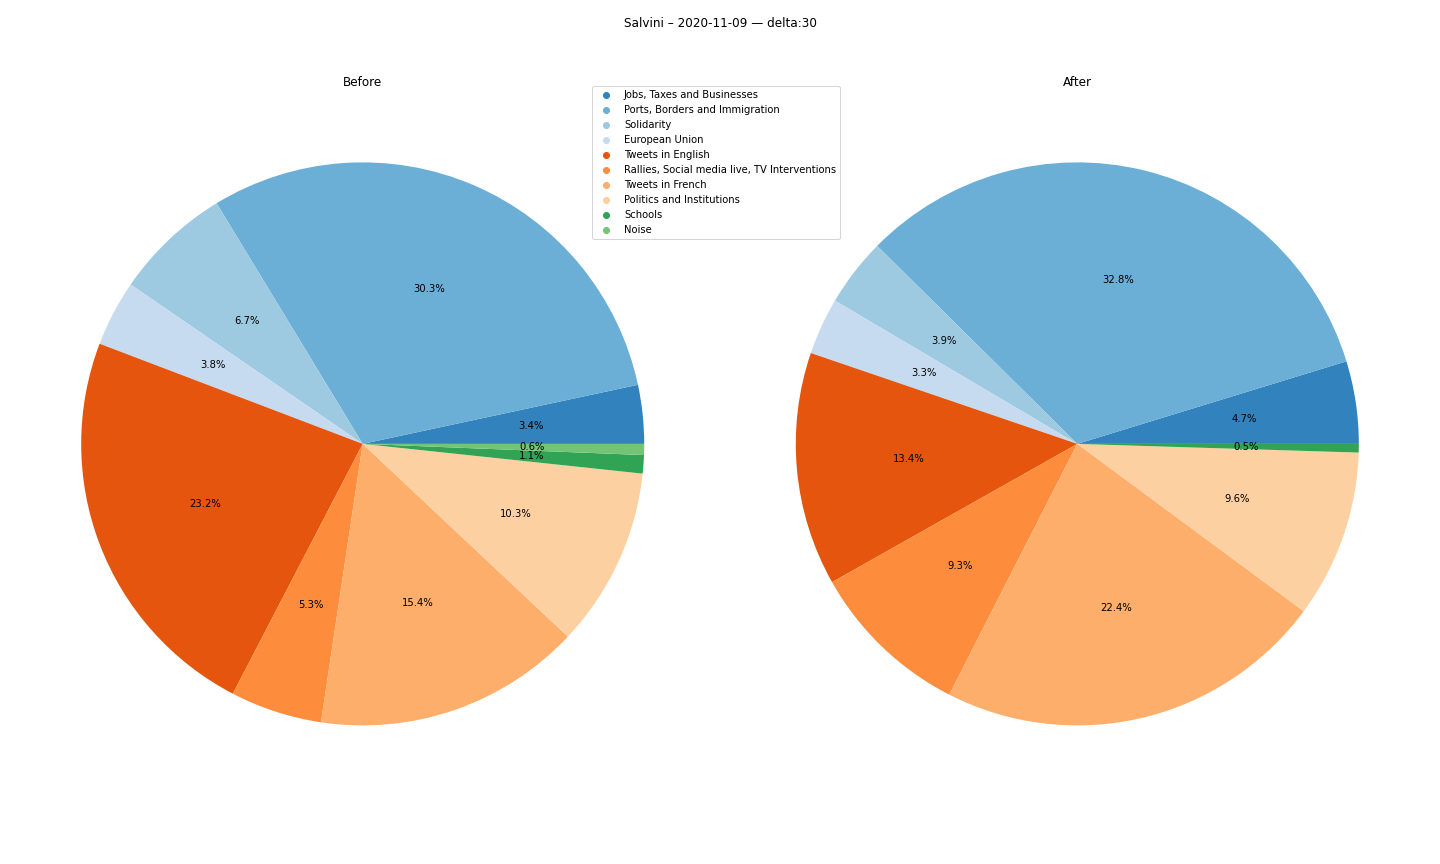 Salvini – 2020-11-09 — delta:30
Before
After
Jobs, Taxes and Businesses
Ports, Borders and Immigration
Solidarity
European Union
Tweets in English
Rallies, Social media live, TV Interventions
Tweets in French
Politics and Institutions
Schools
Noise
30.3%
6.7%
3.8%
3.4%
0.6%
1.1%
23.2%
10.3%
5.3%
15.4%
32.8%
3.9%
3.3%
4.7%
0.5%
13.4%
9.6%
9.3%
22.4%